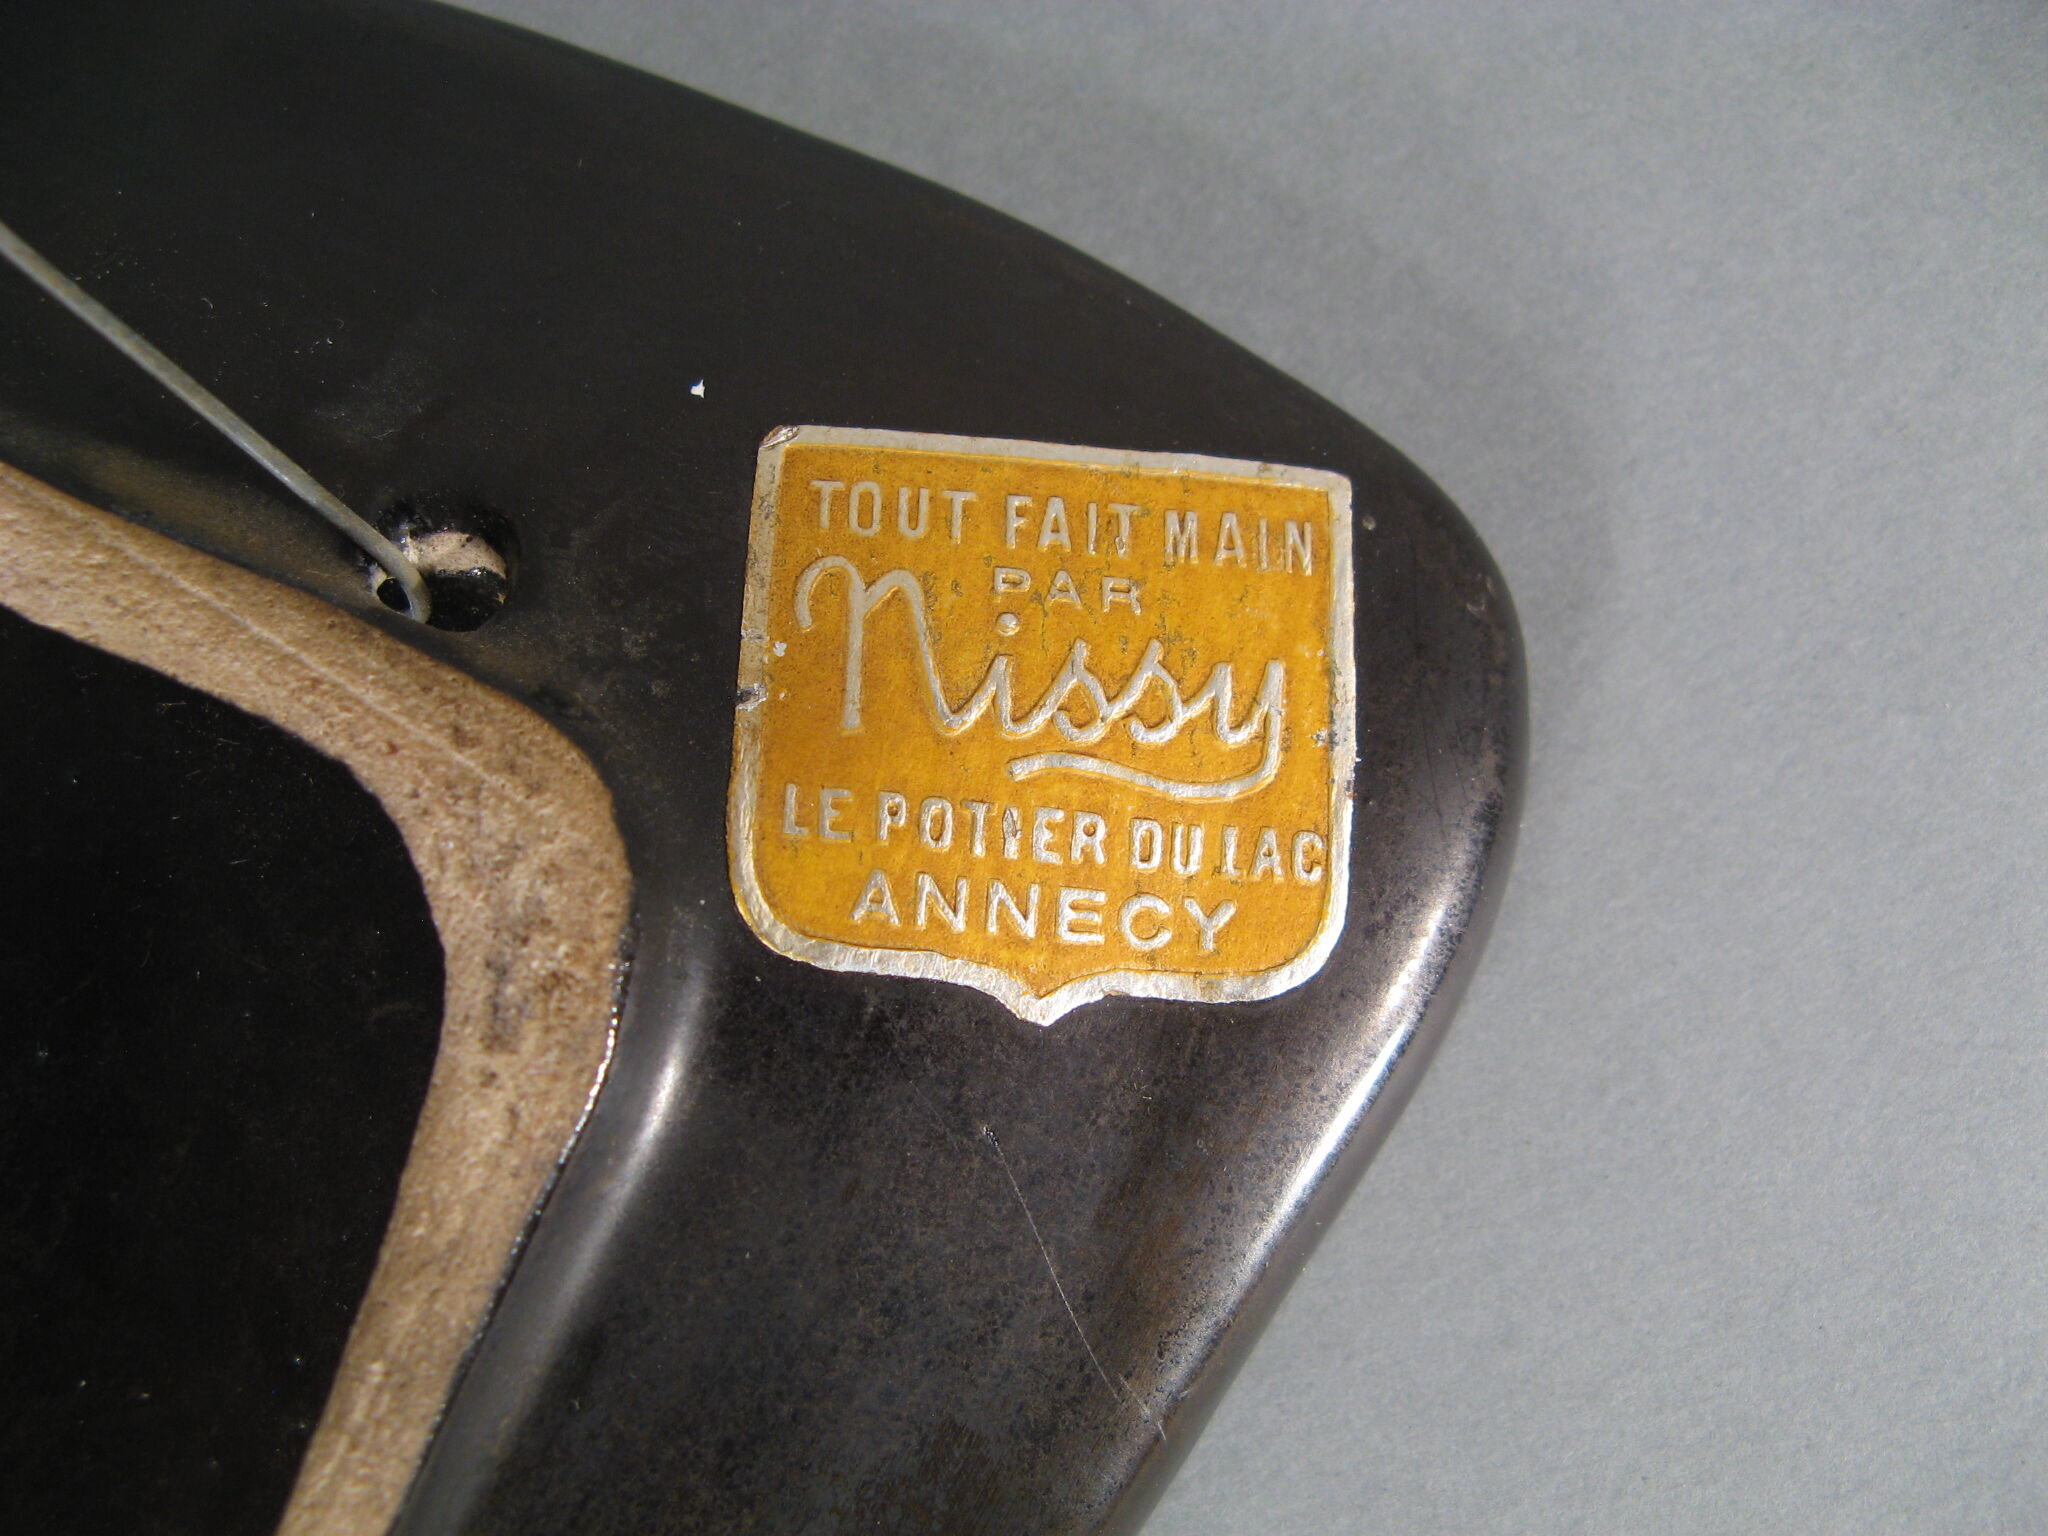 TOUT FAIT MAIN
PAR
Nissy
LE POTIER DU LAC
ANNECY